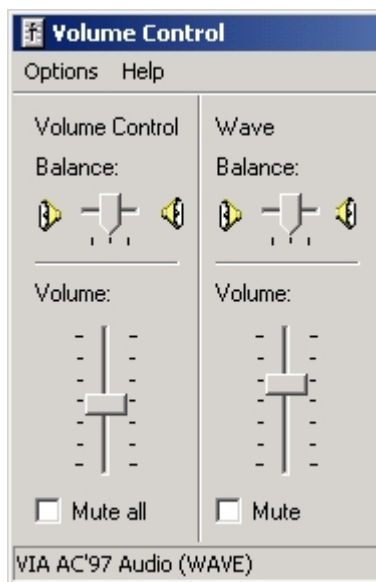 Volume Control
Options Help
Volume Control
Balance:
Volume:
Mute all
Wave
Balance:
Volume:
Mute
VIA AC'97 Audio (WAVE)